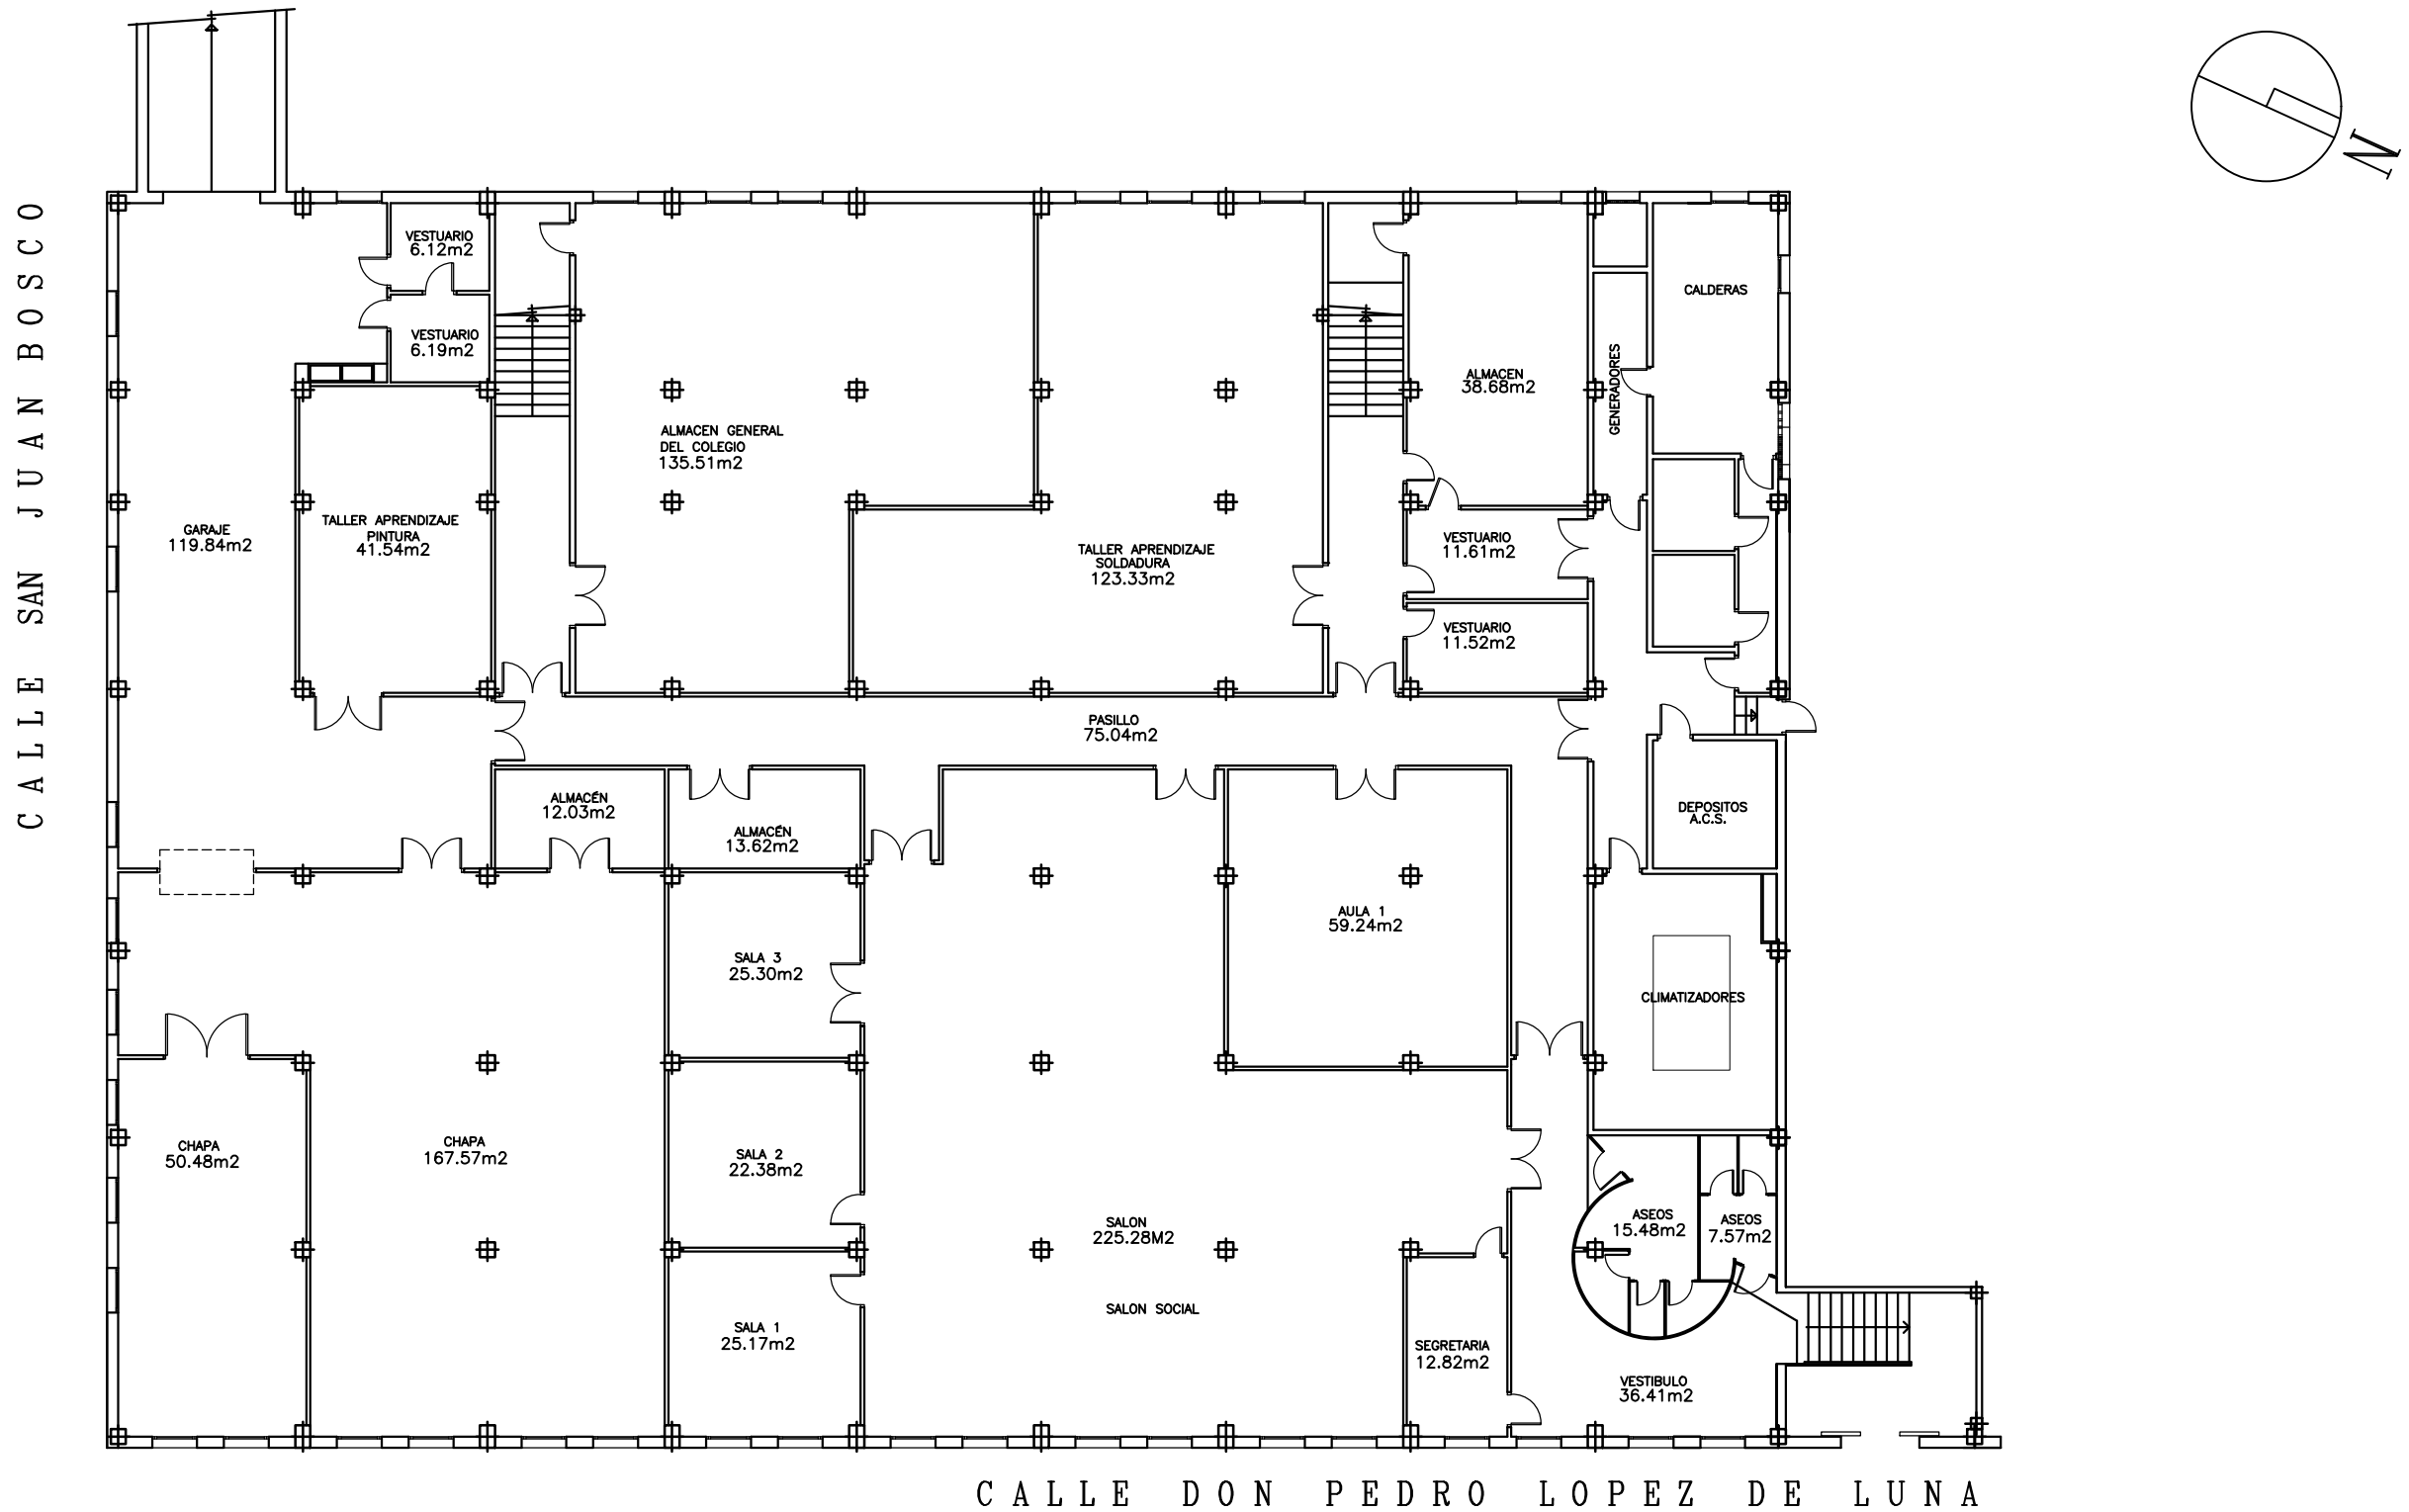 N
CALLE SAN JUAN BOSCO
VESTUARIO
6.12m2
VESTUARIO
6.19m2
CALDERAS
GENERADORES
ALMACEN
38.68m2
ALMACEN GENERAL
DEL COLEGIO
135.51m2
GARAJE
119.84m2
TALLER APRENDIZAJE
PINTURA
41.54m2
TALLER APRENDIZAJE
SOLDADURA
123.33m2
VESTUARIO
11.61m2
VESTUARIO
11.52m2
PASILLO
75.04m2
ALMACÉN
12.03m2
ALMACÉN
13.62m2
DEPOSITOS
A.C.S.
AULA 1
59.24m2
SALA 3
25.30m2
CLIMATIZADORES
CHAPA
50.48m2
CHAPA
167.57m2
SALA 2
22.38m2
SALON
225.28M2
ASEOS
15.48m2
ASEOS
7.57m2
SALON SOCIAL
SALA 1
25.17m2
SEGRETARIA
12.82m2
VESTIBULO
36.41m2
CALLE DON PEDRO LOPEZ DE LUNA